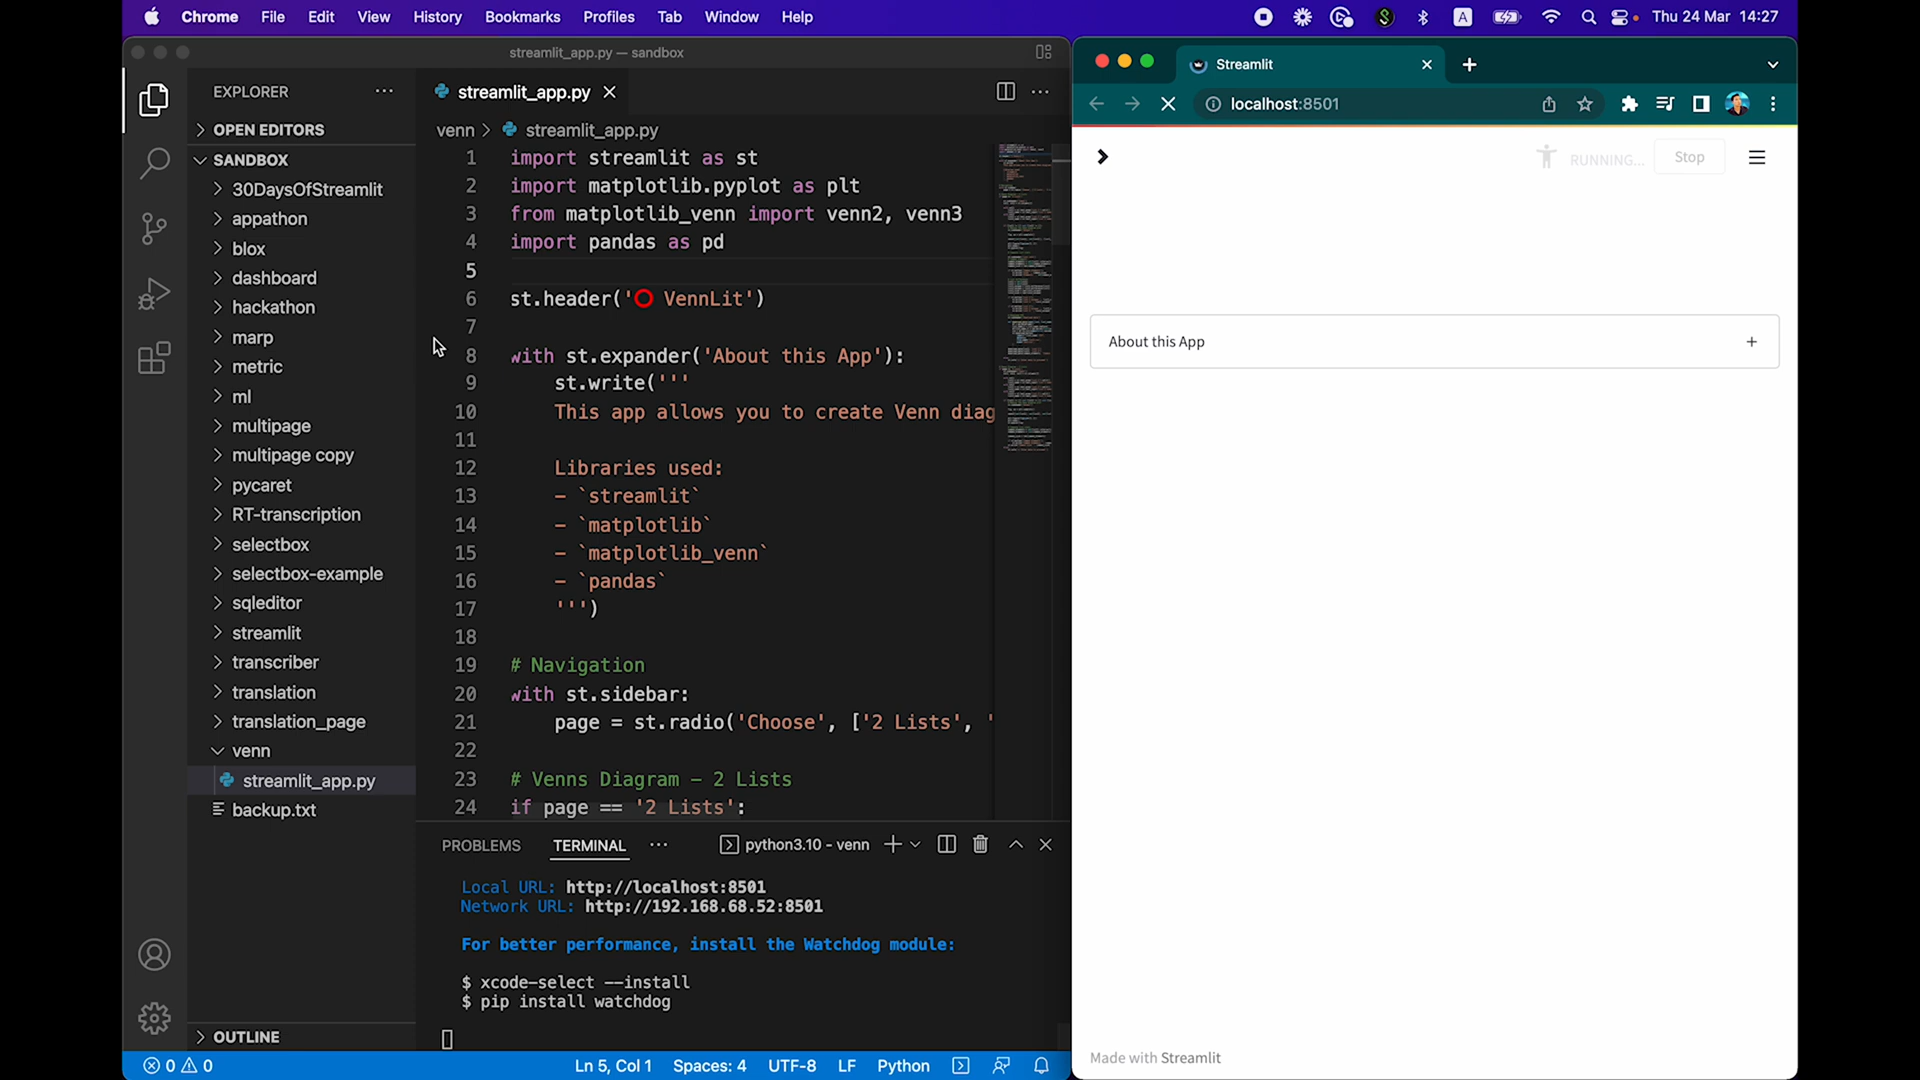 Chrome File Edit View History Bookmarks Profiles Tab Window Help
A Thu 24 Mar 14:27
streamlit_app.py — sandbox
EXPLORER ···
OPEN EDITORS
SANDBOX
30DaysOfStreamlit
appathon
blox
dashboard
hackathon
marp
metric
ml
multipage
multipage copy
pycaret
RT-transcription
selectbox
selectbox-example
sqleditor
streamlit
transcriber
translation
translation_page
venn
streamlit_app.py
backup.txt
OUTLINE
streamlit_app.py
venn > streamlit_app.py
1 import streamlit as st
2 import matplotlib.pyplot as plt
3 from matplotlib_venn import venn2, venn3
4 import pandas as pd
5
6 st.header('⭕ VennLit')
7
8 with st.expander('About this App'):
9 st.write('''
10 This app allows you to create Venn diag
11
12 Libraries used:
13 - `streamlit`
14 - `matplotlib`
15 - `matplotlib_venn`
16 - `pandas`
17 ''')
18
19 # Navigation
20 with st.sidebar:
21 page = st.radio('Choose', ['2 Lists', '
22
23 # Venns Diagram - 2 Lists
24 if page == '2 Lists':
PROBLEMS TERMINAL ··· python3.10 - venn
Local URL: http://localhost:8501
Network URL: http://192.168.68.52:8501
For better performance, install the Watchdog module:
$ xcode-select --install
$ pip install watchdog
0 0 Ln 5, Col 1 Spaces: 4 UTF-8 LF Python
Streamlit
localhost:8501
RUNNING... Stop
About this App
Made with Streamlit